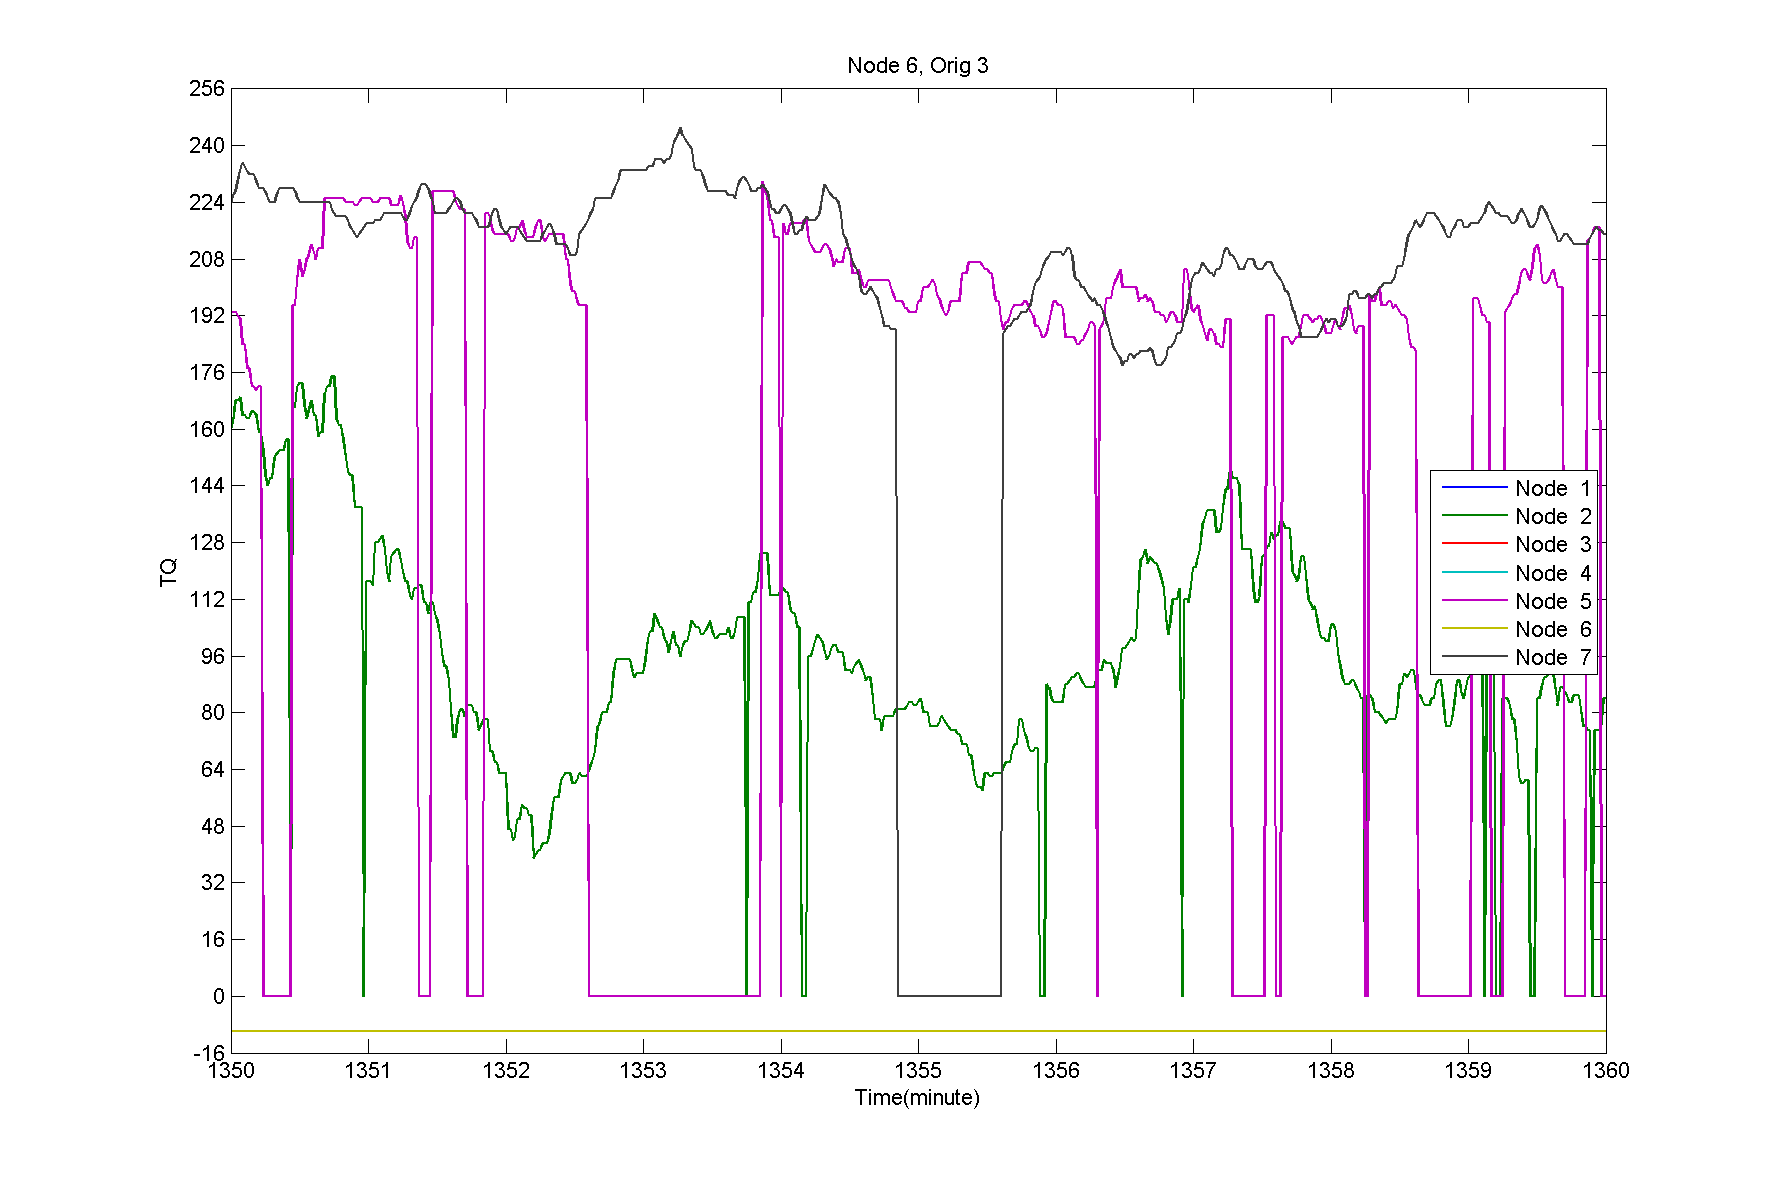 Node 6, Orig 3
256
240
224
208
192
176
160
144
128
112
96
80
64
48
32
16
0
-16
TQ
Node 1
Node 2
Node 3
Node 4
Node 5
Node 6
Node 7
1350 1351 1352 1353 1354 1355 1356 1357 1358 1359 1360
Time(minute)